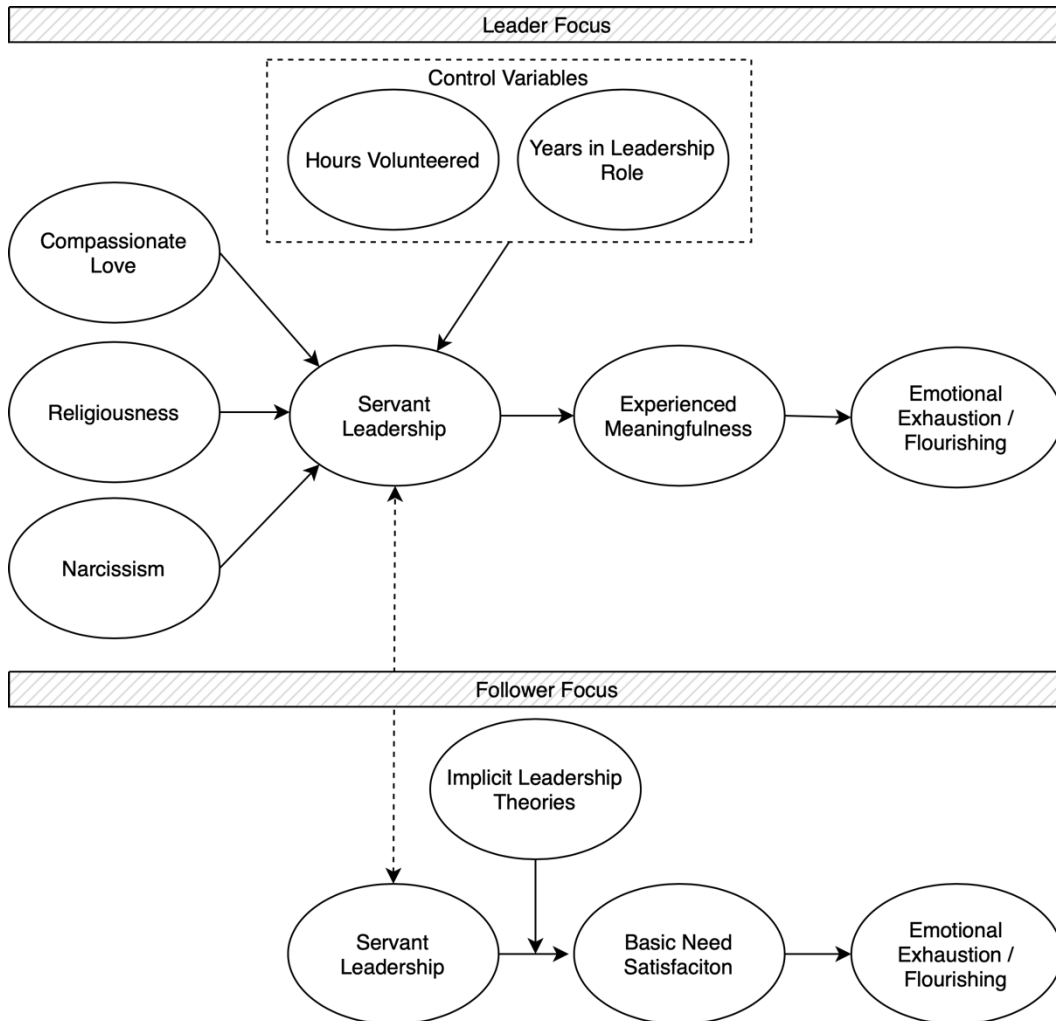 Leader Focus
Control Variables
Hours Volunteered
Years in Leadership
Role
Compassionate
Love
Religiousness
Servant
Leadership
Experienced
Meaningfulness
Emotional
Exhaustion /
Flourishing
Narcissism
Follower Focus
Implicit Leadership
Theories
Servant
Leadership
Basic Need
Satisfaciton
Emotional
Exhaustion /
Flourishing